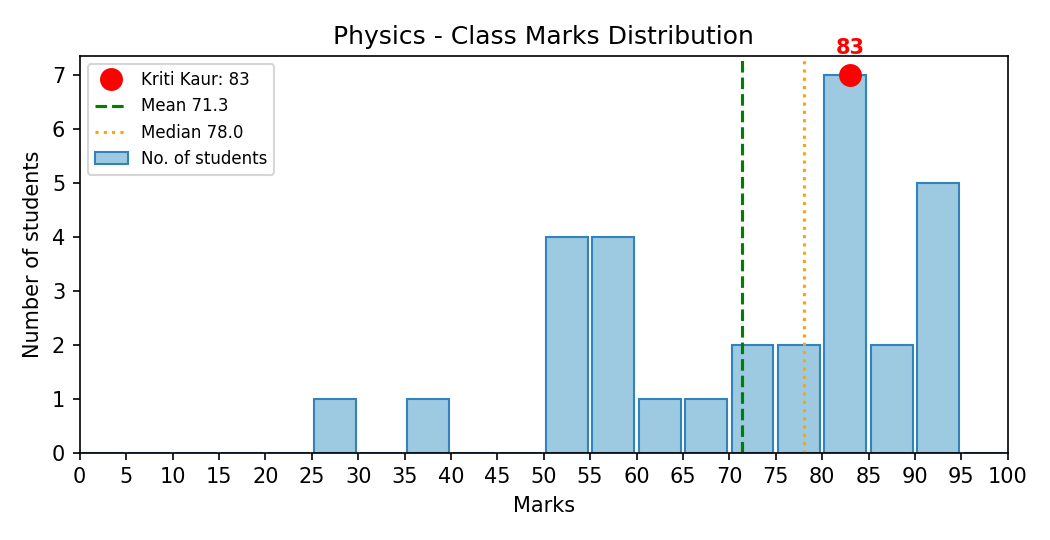 Physics - Class Marks Distribution
83
Kriti Kaur: 83
Mean 71.3
Median 78.0
No. of students
7
6
5
4
3
2
1
0
Number of students
0 5 10 15 20 25 30 35 40 45 50 55 60 65 70 75 80 85 90 95 100
Marks